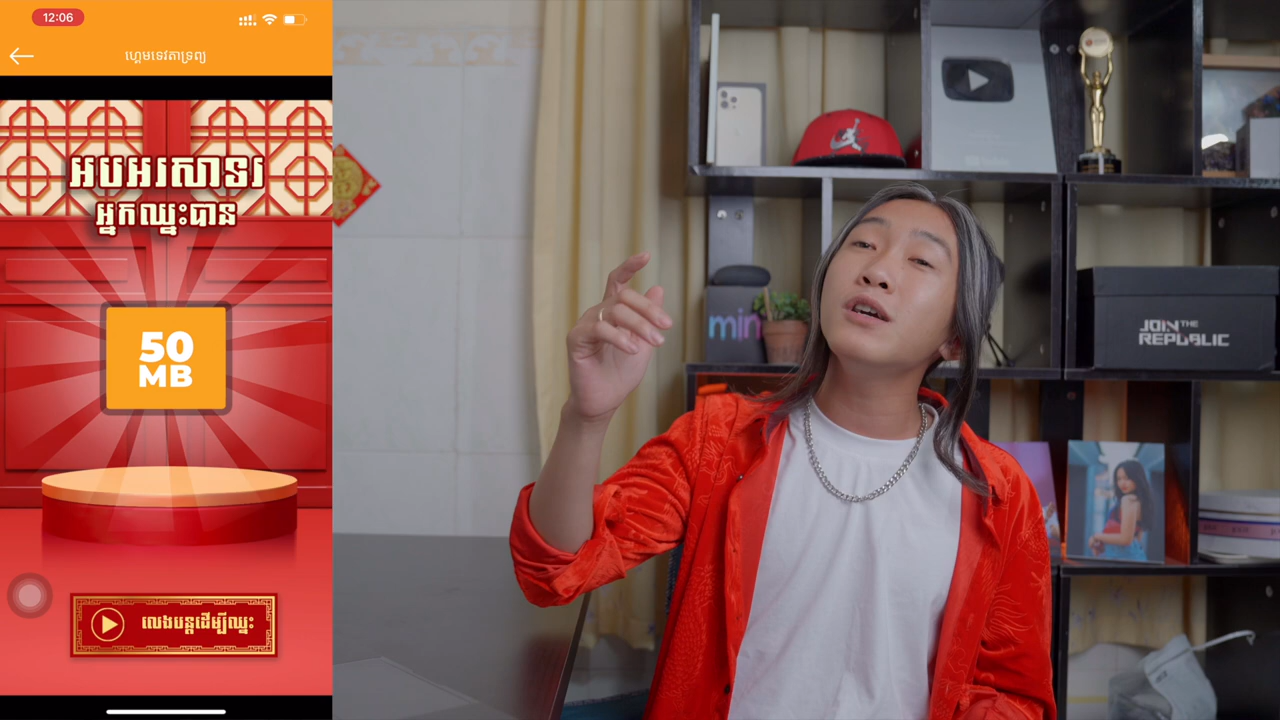 12:06
ហ្គេមទេវតាទ្រព្យ
អបអរសាទរ
អ្នកឈ្នះបាន
50
MB
លេងបន្តដើម្បីឈ្នះ
min
JOIN THE
REPUBLIC